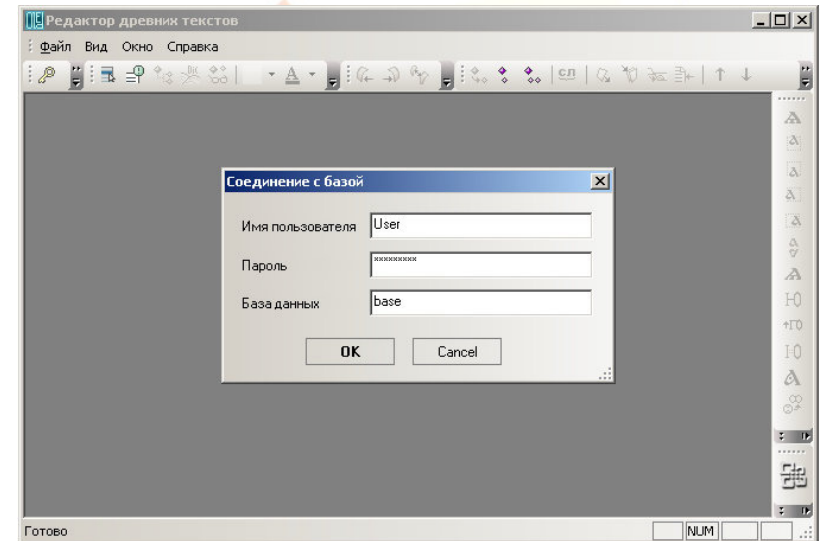 Редактор древних текстов
Файл Вид Окно Справка
сл
Соединение с базой
Имя пользователя User
Пароль ×××××××××
База данных base
OK Cancel
Готово NUM